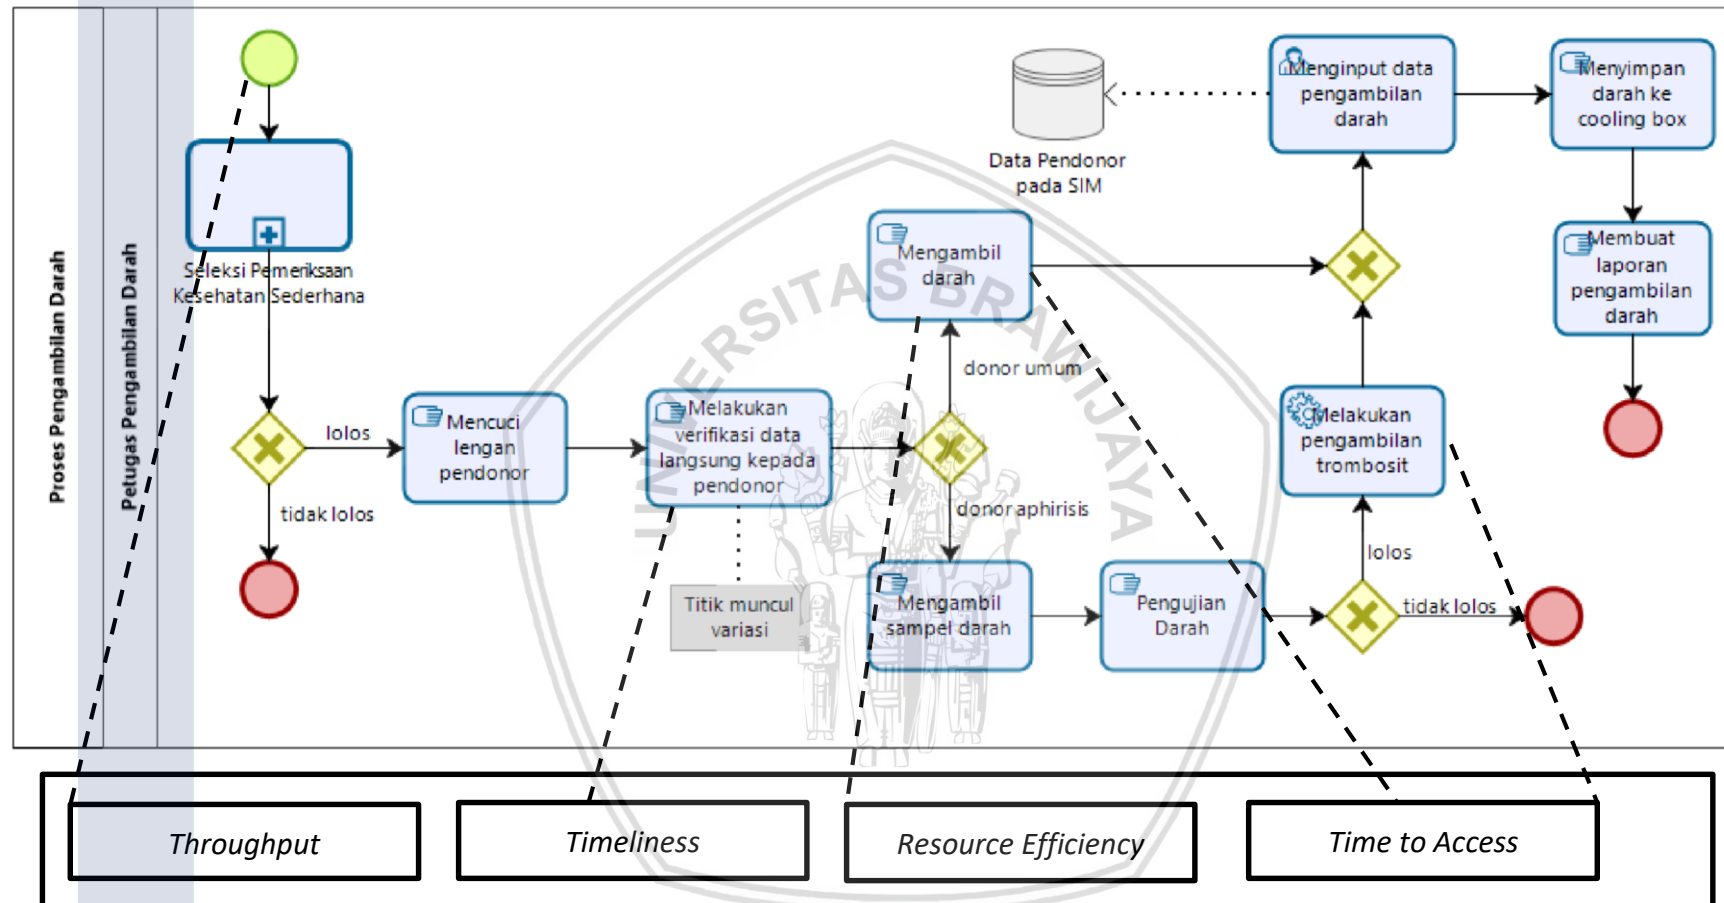 Proses Pengambilan Darah
Petugas Pengambilan Darah
Seleksi Pemeriksaan
Kesehatan Sederhana
lolos
tidak lolos
Mencuci
lengan
pendonor
Melakukan
verifikasi data
langsung kepada
pendonor
Titik muncul
variasi
Mengambil
darah
donor umum
donor aphirisis
Mengambil
sampel darah
Pengujian
Darah
lolos
tidak lolos
Melakukan
pengambilan
trombosit
Data Pendonor
pada SIM
Menginput data
pengambilan
darah
Menyimpan
darah ke
cooling box
Membuat
laporan
pengambilan
darah
UNIVERSITAS BRAWIJAYA
Throughput
Timeliness
Resource Efficiency
Time to Access